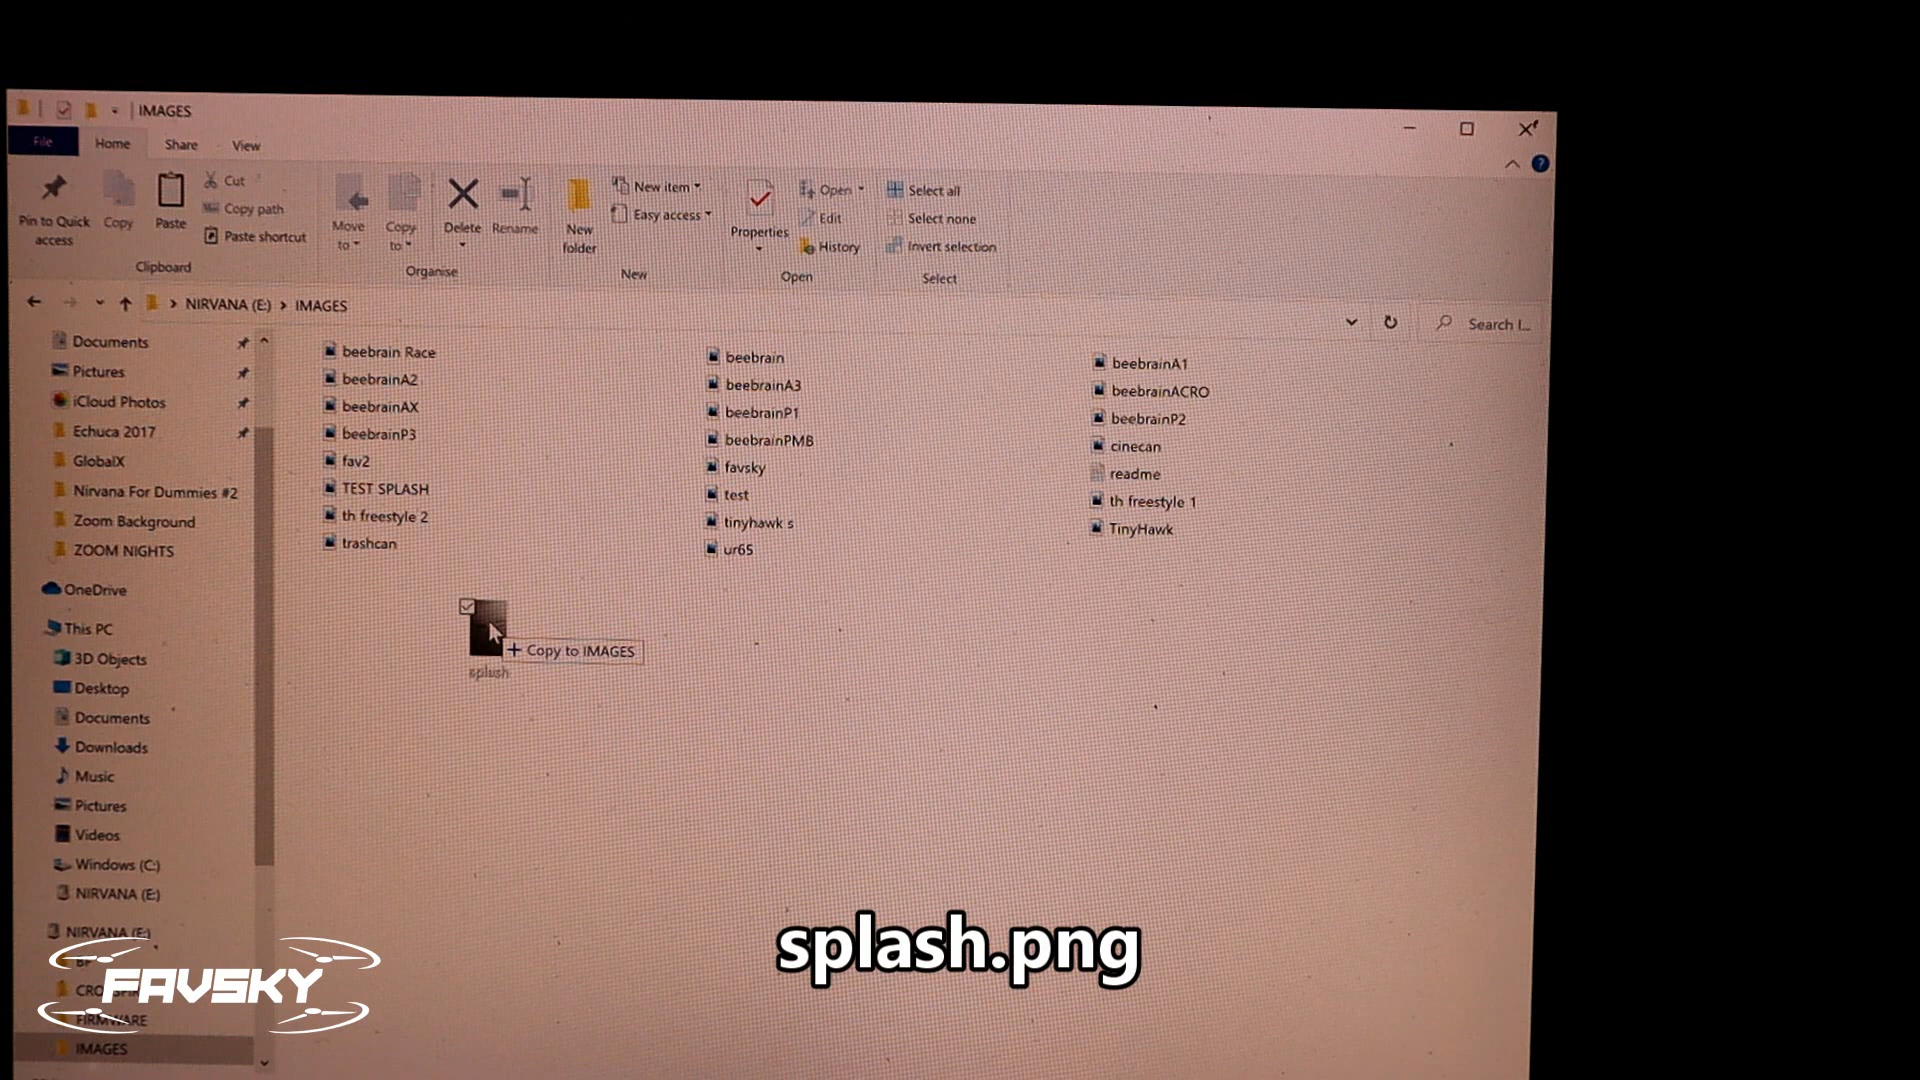 IMAGES
File Home Share View
Pin to Quick access
Copy
Paste
Cut
Copy path
Paste shortcut
Clipboard
Move to
Copy to
Delete
Rename
Organise
New folder
New item
Easy access
New
Properties
Open
Edit
History
Open
Select all
Select none
Invert selection
Select
NIRVANA (E:) > IMAGES
Search I...
Documents
Pictures
iCloud Photos
Echuca 2017
GlobalX
Nirvana For Dummies #2
Zoom Background
ZOOM NIGHTS
OneDrive
This PC
3D Objects
Desktop
Documents
Downloads
Music
Pictures
Videos
Windows (C:)
NIRVANA (E:)
NIRVANA (E:)
FIRMWARE
IMAGES
beebrain Race
beebrain
beebrainA1
beebrainA2
beebrainA3
beebrainACRO
beebrainAX
beebrainP1
beebrainP2
beebrainP3
beebrainPMB
cinecan
fav2
favsky
readme
TEST SPLASH
test
th freestyle 1
th freestyle 2
tinyhawk s
TinyHawk
trashcan
ur65
+ Copy to IMAGES
splash
splash.png
FAVSKY